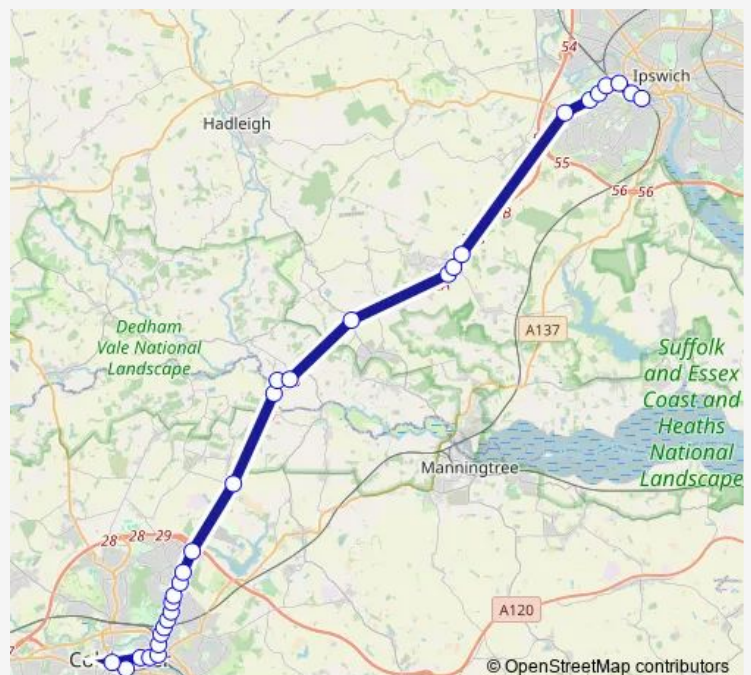 54
Ipswich
Hadleigh
55
56 56
B
Dedham
Vale National
Landscape
A137
Suffolk
and Essex
Coast and
Heaths
National
Landscape
Manningtree
28 28 29
A120
© OpenStreetMap contributors